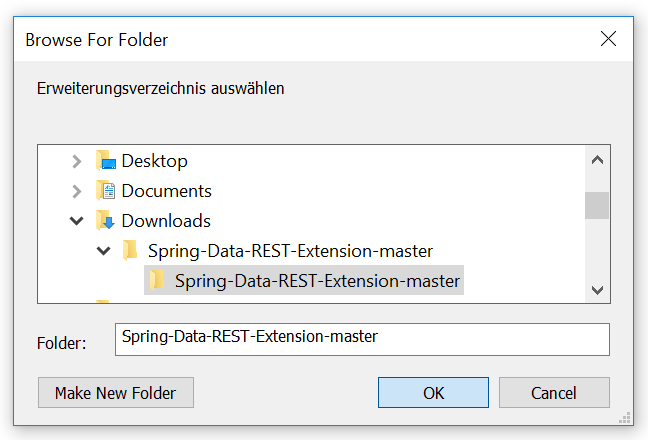 Browse For Folder
Erweiterungsverzeichnis auswählen
Desktop
Documents
Downloads
Spring-Data-REST-Extension-master
Spring-Data-REST-Extension-master
Folder: Spring-Data-REST-Extension-master
Make New Folder OK Cancel